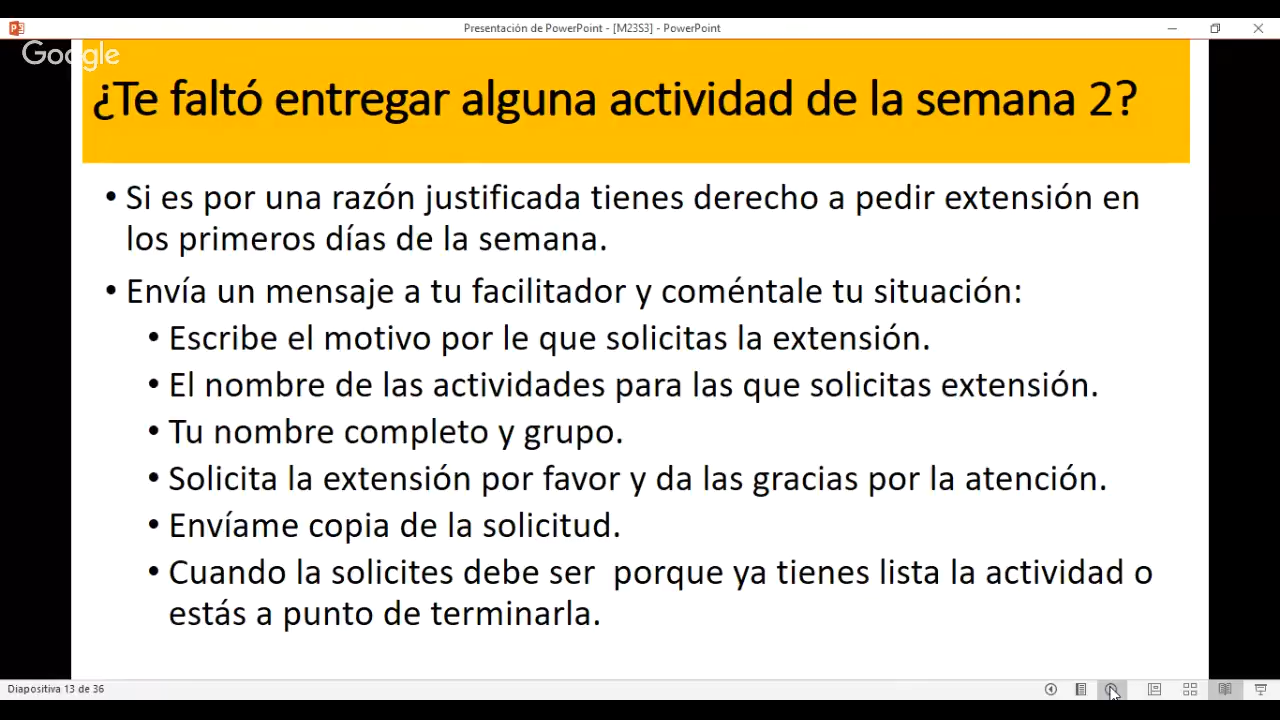 Presentación de PowerPoint - [M23S3] - PowerPoint
Google
¿Te faltó entregar alguna actividad de la semana 2?
• Si es por una razón justificada tienes derecho a pedir extensión en
los primeros días de la semana.
• Envía un mensaje a tu facilitador y coméntale tu situación:
• Escribe el motivo por le que solicitas la extensión.
• El nombre de las actividades para las que solicitas extensión.
• Tu nombre completo y grupo.
• Solicita la extensión por favor y da las gracias por la atención.
• Envíame copia de la solicitud.
• Cuando la solicites debe ser  porque ya tienes lista la actividad o
estás a punto de terminarla.
Diapositiva 13 de 36